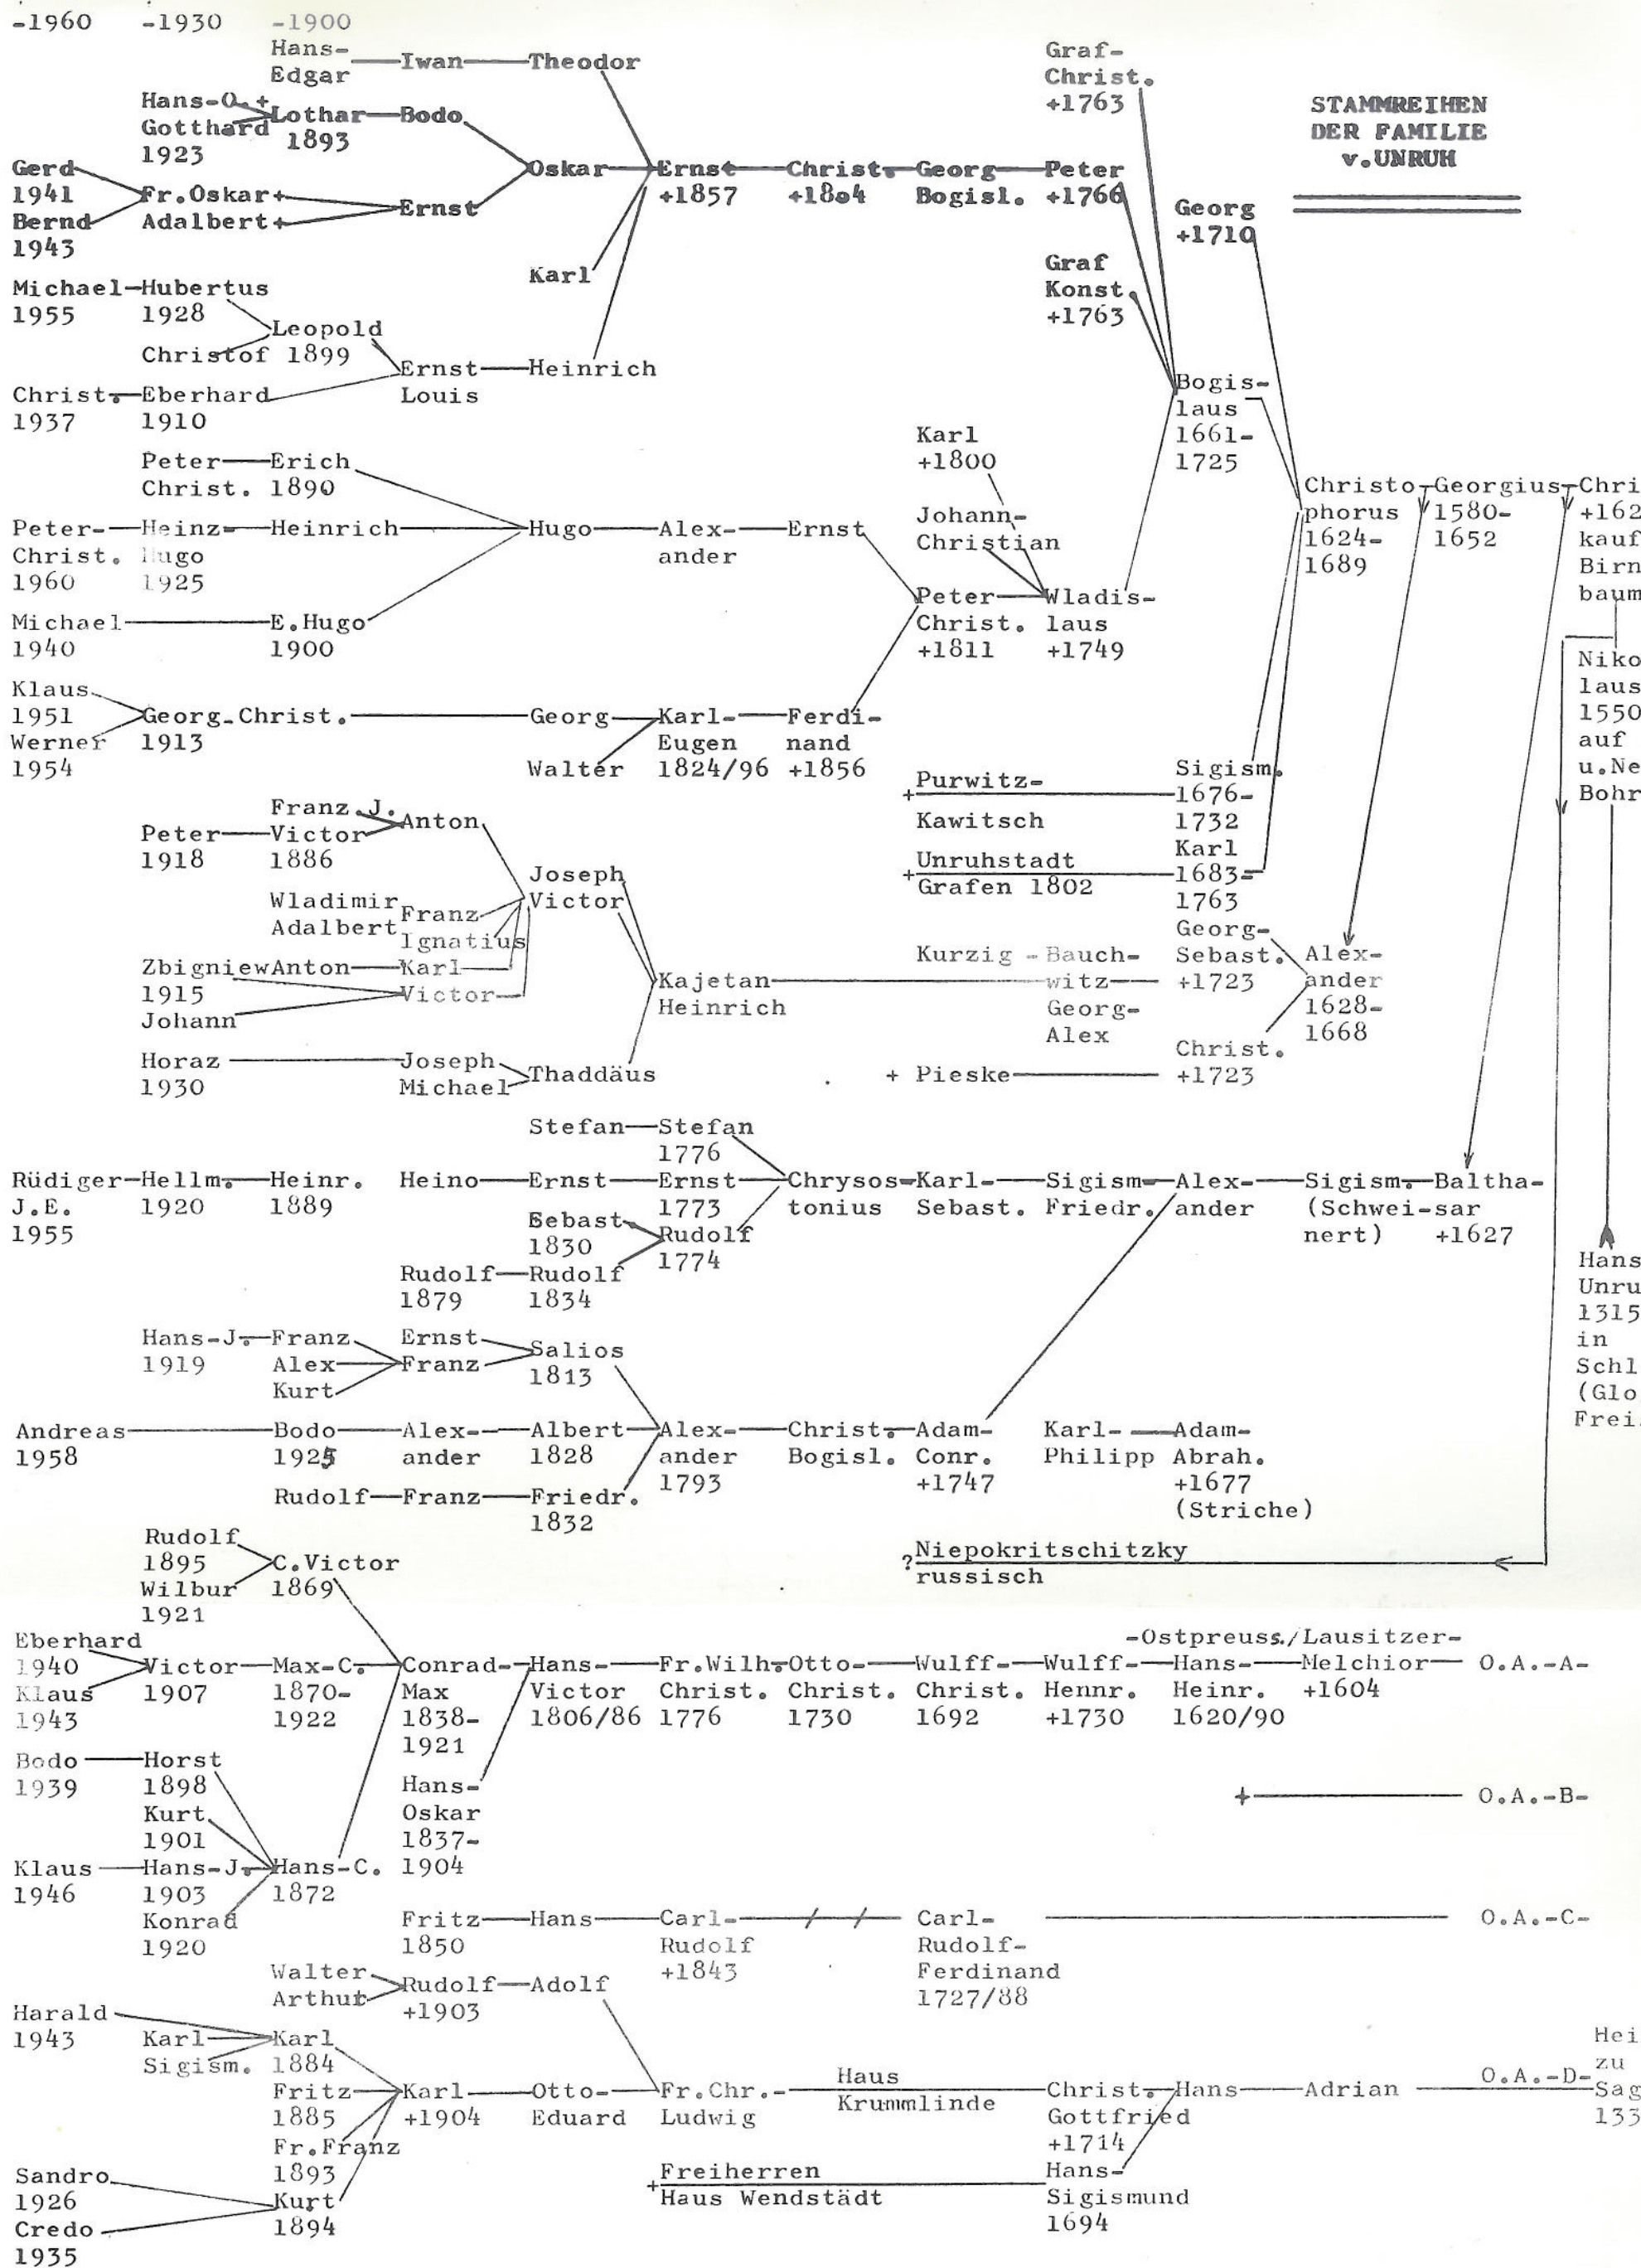 -1960 -1930 -1900
Hans- Graf-
Edgar Iwan Theodor Christ.
+1763
STAMMREIHEN
DER FAMILIE
v.UNRUH
Hans-O.+
Gotthard Lothar Bodo
1923 1893
Gerd Oskar Ernst Christ. Georg Peter
1941 Fr.Oskar+ Ernst +1857 +1804 Bogisl. +1766
Bernd Adalbert+
1943
Georg
+1710
Karl Graf
Konst.
+1763
Michael-Hubertus
1955 1928 Leopold
Christof 1899
Ernst Heinrich
Louis
Christ. Eberhard
1937 1910
Bogis-
laus
1661-
1725
Peter Erich Karl
Christ. 1890 +1800
Christo- Georgius Chri
phorus 1580- +162
1624- 1652 kauf
1689 Birn
baum
Peter- Heinz- Heinrich Hugo Alex- Ernst Johann-
Christ. Hugo ander Christian
1960 1925
Peter Wladis-
Christ. laus
+1811 +1749
Michael E.Hugo
1940 1900
Niko
laus
1550
auf
u.Ne
Bohr
Klaus
1951 Georg-Christ. Georg Karl- Ferdi-
Werner 1913 Eugen nand
1954 Walter 1824/96 +1856
+ Purwitz- Sigism.
Kawitsch 1676-
1732
Franz J.
Peter Victor Anton
1918 1886
+ Unruhstadt Karl
Grafen 1802 1683-
1763
Joseph
Victor
Wladimir Franz
Adalbert Ignatius
Georg-
Kurzig - Bauch- Sebast. Alex-
witz +1723 ander
Georg- 1628-
Alex 1668
Zbigniew Anton Karl Kajetan
1915 Victor Heinrich
Johann
Horaz Joseph Thaddäus
1930 Michael
Christ.
+ Pieske +1723
Stefan Stefan
1776
Rüdiger-Hellm. Heinr. Heino Ernst Ernst Chrysos- Karl- Sigism- Alex- Sigism. Baltha-
J.E. 1920 1889 1773 tonius Sebast. Friedr. ander (Schwei- sar
1955 nert) +1627
Sebast. Rudolf
1830 1774
Rudolf Rudolf
1879 1834
Hans
Unru
1315
in
Schl
(Glo
Frei
Hans-J. Franz Ernst Salios
1919 Alex Franz 1813
Kurt
Andreas Bodo Alex- Albert Alex- Christ. Adam- Karl- Adam-
1958 1925 ander 1828 ander Bogisl. Conr. Philipp Abrah.
1793 +1747 +1677
(Striche)
Rudolf Franz Friedr.
1832
Rudolf
1895 C.Victor
Wilbur 1869
1921
? Niepokritschitzky
russisch
-Ostpreuss./Lausitzer-
Eberhard
1940 Victor Max-C. Conrad- Hans- Fr.Wilh. Otto- Wulff- Wulff- Hans- Melchior O.A.-A-
Klaus 1907 1870- Max Victor Christ. Christ. Christ. Hennr. Heinr. +1604
1943 1922 1838- 1806/86 1776 1730 1692 +1730 1620/90
1921
Bodo Horst Hans-
1939 1898 Oskar
Kurt 1837-
1901 1904
+ O.A.-B-
Klaus Hans-J. Hans-C.
1946 1903 1872
Konrad
1920
Fritz Hans Carl- Carl- O.A.-C-
1850 Rudolf Rudolf-
+1843 Ferdinand
1727/88
Walter Rudolf Adolf
Arthur +1903
Harald
1943 Karl Karl
Sigism. 1884
Fritz Karl Otto- Fr.Chr.- Haus Christ. Hans Adrian O.A.-D-
1885 +1904 Eduard Ludwig Krummlinde Gottfried
+1714
Hei
zu
Sag
133
Fr.Franz
1893
+ Freiherren Hans-
Haus Wendstädt Sigismund
1694
Sandro
1926 Kurt
Credo 1894
1935